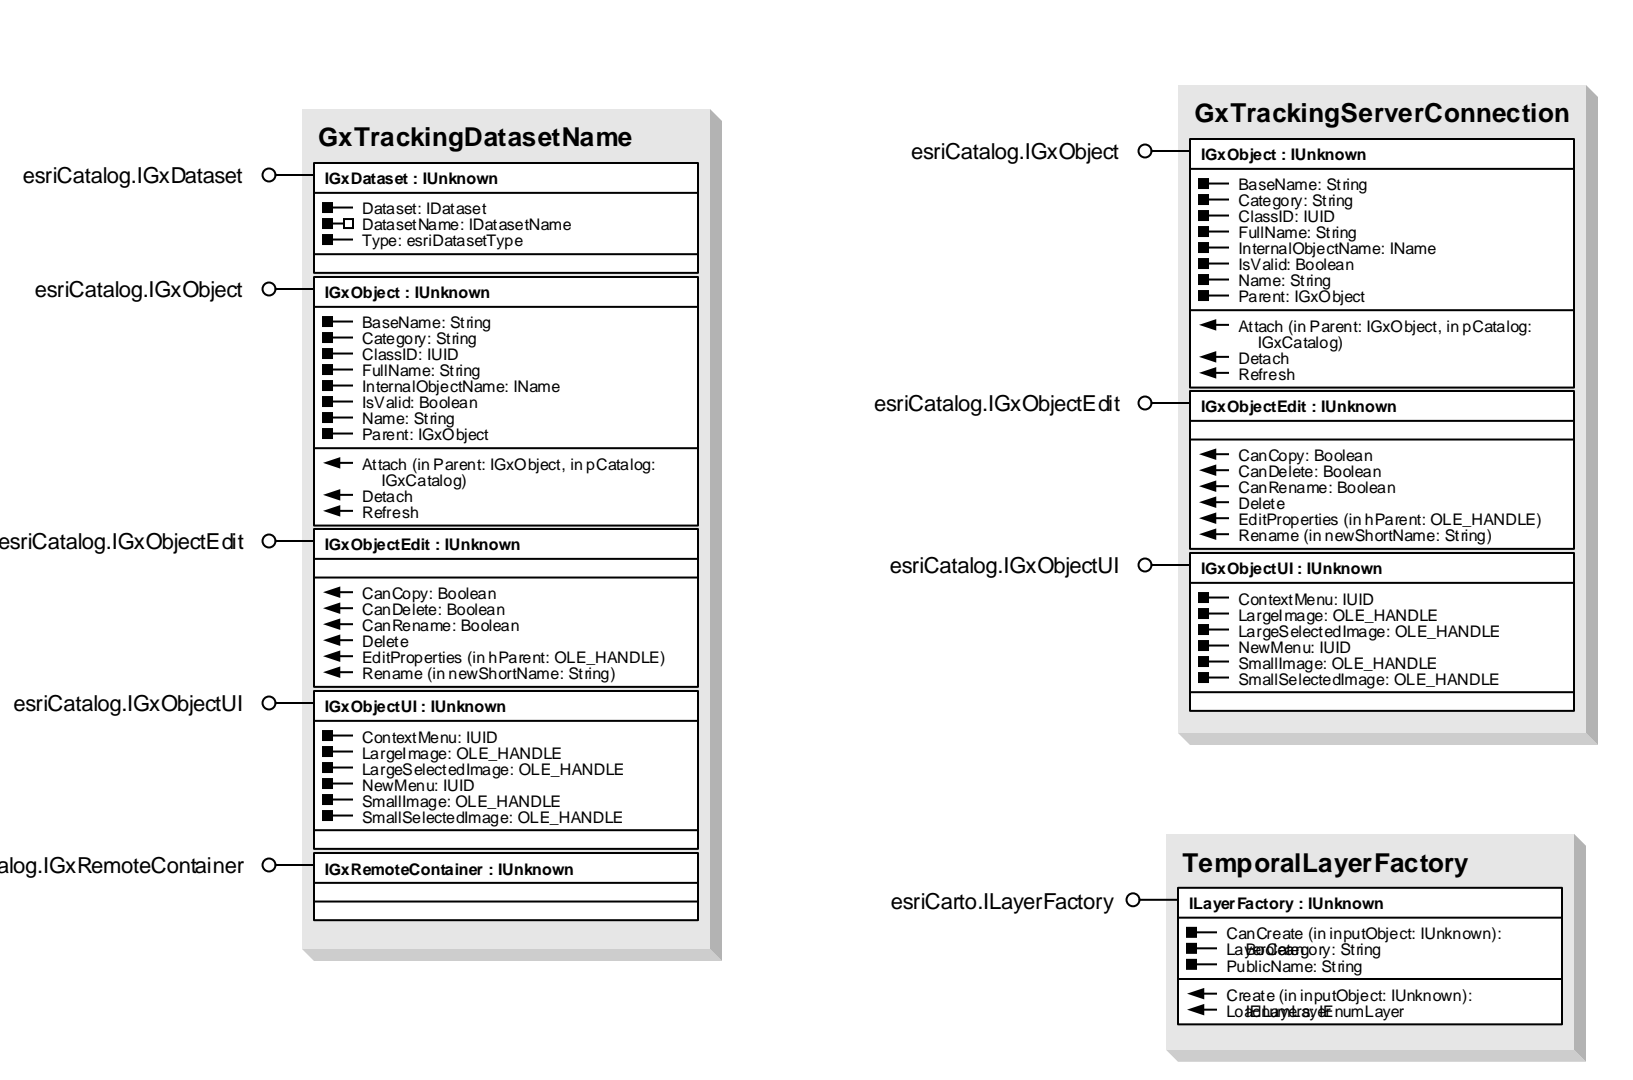 GxTrackingDatasetName
esriCatalog.IGxDataset
IGxDataset : IUnknown
Dataset: IDataset
DatasetName: IDatasetName
Type: esriDatasetType
esriCatalog.IGxObject
IGxObject : IUnknown
BaseName: String
Category: String
ClassID: IUID
FullName: String
InternalObjectName: IName
IsValid: Boolean
Name: String
Parent: IGxObject
Attach (in Parent: IGxObject, in pCatalog:
IGxCatalog)
Detach
Refresh
esriCatalog.IGxObjectEdit
IGxObjectEdit : IUnknown
CanCopy: Boolean
CanDelete: Boolean
CanRename: Boolean
Delete
EditProperties (in hParent: OLE_HANDLE)
Rename (in newShortName: String)
esriCatalog.IGxObjectUI
IGxObjectUI : IUnknown
ContextMenu: IUID
LargeImage: OLE_HANDLE
LargeSelectedImage: OLE_HANDLE
NewMenu: IUID
SmallImage: OLE_HANDLE
SmallSelectedImage: OLE_HANDLE
alog.IGxRemoteContainer
IGxRemoteContainer : IUnknown
GxTrackingServerConnection
esriCatalog.IGxObject
IGxObject : IUnknown
BaseName: String
Category: String
ClassID: IUID
FullName: String
InternalObjectName: IName
IsValid: Boolean
Name: String
Parent: IGxObject
Attach (in Parent: IGxObject, in pCatalog:
IGxCatalog)
Detach
Refresh
esriCatalog.IGxObjectEdit
IGxObjectEdit : IUnknown
CanCopy: Boolean
CanDelete: Boolean
CanRename: Boolean
Delete
EditProperties (in hParent: OLE_HANDLE)
Rename (in newShortName: String)
esriCatalog.IGxObjectUI
IGxObjectUI : IUnknown
ContextMenu: IUID
LargeImage: OLE_HANDLE
LargeSelectedImage: OLE_HANDLE
NewMenu: IUID
SmallImage: OLE_HANDLE
SmallSelectedImage: OLE_HANDLE
TemporalLayerFactory
esriCarto.ILayerFactory
ILayerFactory : IUnknown
CanCreate (in inputObject: IUnknown):
String
PublicName: String
Create (in inputObject: IUnknown):